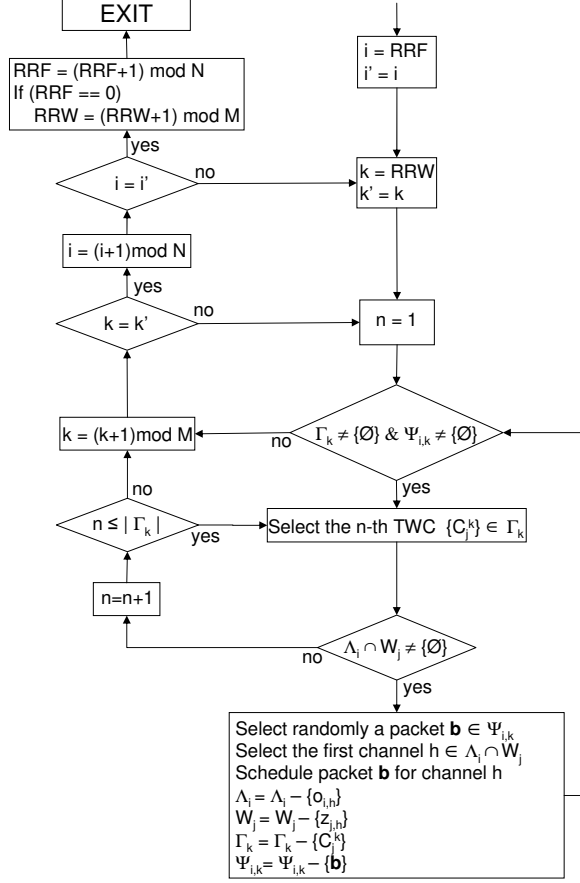 EXIT
RRF = (RRF+1) mod N
If (RRF == 0)
RRW = (RRW+1) mod M
yes
i = i'
no
i = (i+1)mod N
yes
k = k'
no
k = (k+1)mod M
no
n ≤ | Γk |
yes
n=n+1
i = RRF
i' = i
k = RRW
k' = k
n = 1
Γk ≠ {Ø} & Ψi,k ≠ {Ø}
no
yes
Select the n-th TWC {Cjk} ∈ Γk
Λi ∩ Wj ≠ {Ø}
no
yes
Select randomly a packet b ∈ Ψi,k
Select the first channel h ∈ Λi ∩ Wj
Schedule packet b for channel h
Λi = Λi – {oi,h}
Wj = Wj – {zj,h}
Γk = Γk – {Cjk}
Ψi,k= Ψi,k – {b}